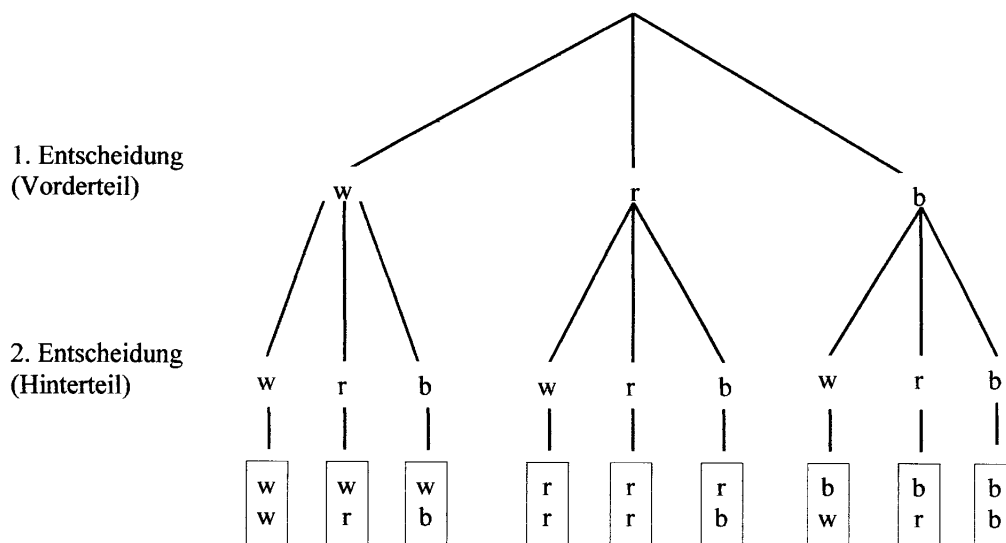 1. Entscheidung
(Vorderteil)
w r b
2. Entscheidung
(Hinterteil)
w r b w r b w r b
w w w r r r b b b
w r b r r b w r b